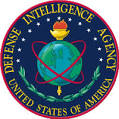 DEFENSE INTELLIGENCE AGENCY
UNITED STATES OF AMERICA